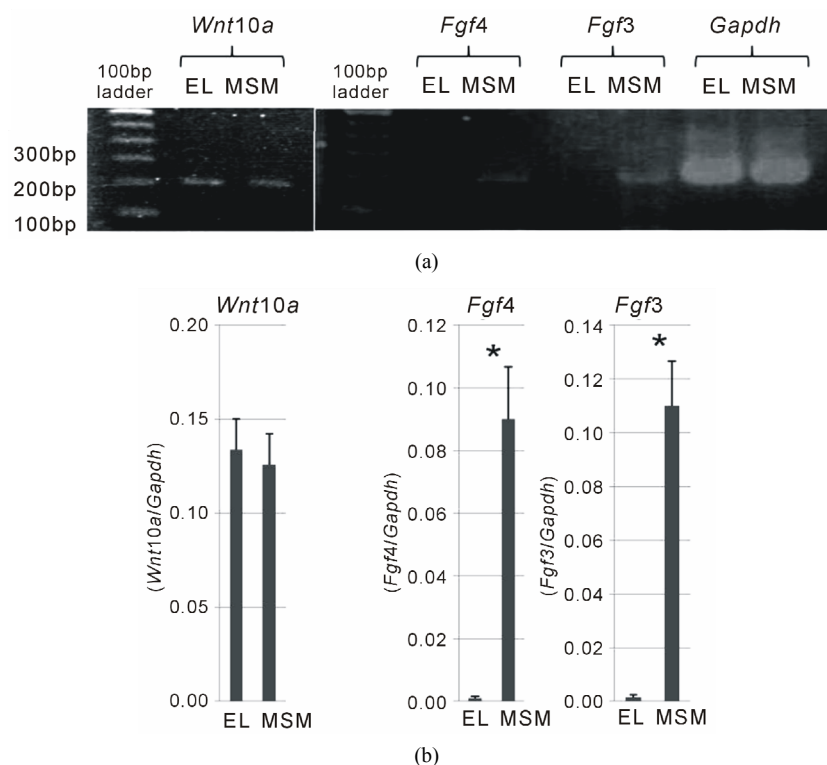 Wnt10a
Fgf4 Fgf3 Gapdh
100bp ladder
EL MSM
100bp ladder
EL MSM EL MSM EL MSM
300bp
200bp
100bp
(a)
Wnt10a
0.20
0.15
0.10
0.05
0.00
(Wnt10a/Gapdh)
EL MSM
Fgf4
0.12
0.10
0.08
0.06
0.04
0.02
0.00
(Fgf4/Gapdh)
*
EL MSM
Fgf3
0.14
0.12
0.10
0.08
0.06
0.04
0.02
0.00
(Fgf3/Gapdh)
*
EL MSM
(b)